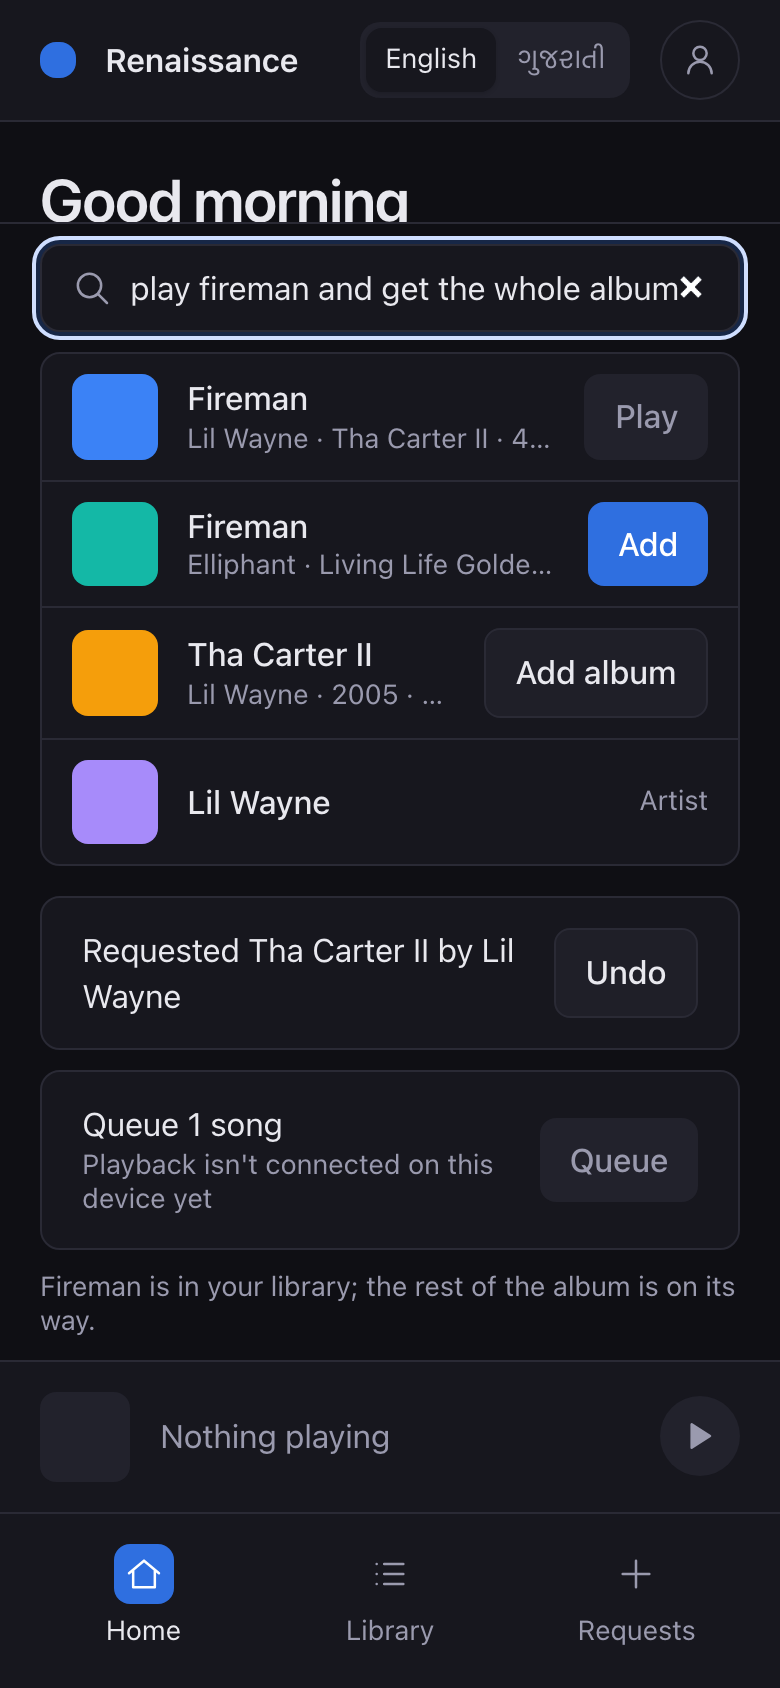 Renaissance
English
ગુજરાતી
Good morning
play fireman and get the whole album
Fireman
Lil Wayne · Tha Carter II · 4...
Play
Fireman
Elliphant · Living Life Golde...
Add
Tha Carter II
Lil Wayne · 2005 · ...
Add album
Lil Wayne
Artist
Requested Tha Carter II by Lil
Wayne
Undo
Queue 1 song
Playback isn't connected on this
device yet
Queue
Fireman is in your library; the rest of the album is on its
way.
Nothing playing
Home
Library
Requests